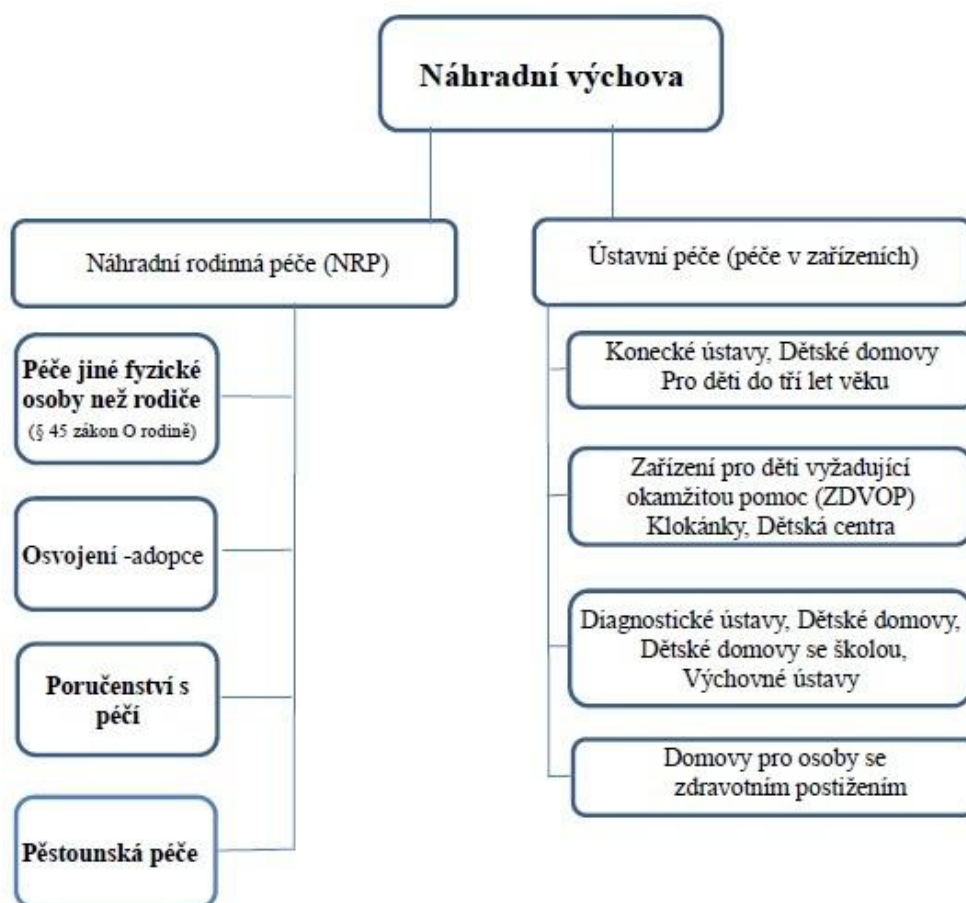 Náhradní výchova
Náhradní rodinná péče (NRP)
Péče jiné fyzické
osoby než rodiče
(§ 45 zákon O rodině)
Osvojení -adopce
Poručenství s
péčí
Pěstounská péče
Ústavní péče (péče v zařízeních)
Konecké ústavy, Dětské domovy
Pro děti do tří let věku
Zařízení pro děti vyžadující
okamžitou pomoc (ZDVOP)
Klokánky, Dětská centra
Diagnostické ústavy, Dětské domovy,
Dětské domovy se školou,
Výchovné ústavy
Domovy pro osoby se
zdravotním postižením